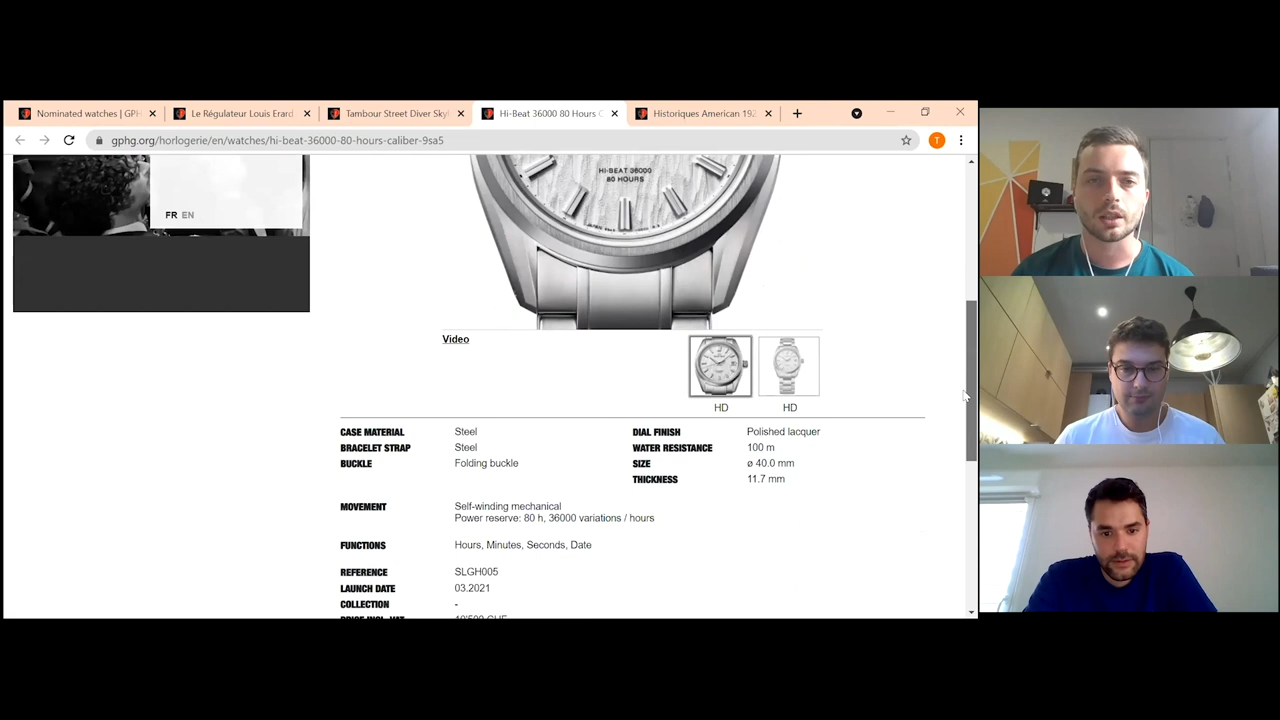 Nominated watches | GPH
Le Régulateur Louis Erard
Tambour Street Diver Sky
Hi-Beat 36000 80 Hours C
Historiques American 192
gphg.org/horlogerie/en/watches/hi-beat-36000-80-hours-caliber-9sa5
T
FR EN
HI-BEAT 36000
80 HOURS
Video
HD HD
CASE MATERIAL Steel DIAL FINISH Polished lacquer
BRACELET STRAP Steel WATER RESISTANCE 100 m
BUCKLE Folding buckle SIZE ø 40.0 mm
THICKNESS 11.7 mm
MOVEMENT Self-winding mechanical
Power reserve: 80 h, 36000 variations / hours
FUNCTIONS Hours, Minutes, Seconds, Date
REFERENCE SLGH005
LAUNCH DATE 03.2021
COLLECTION -